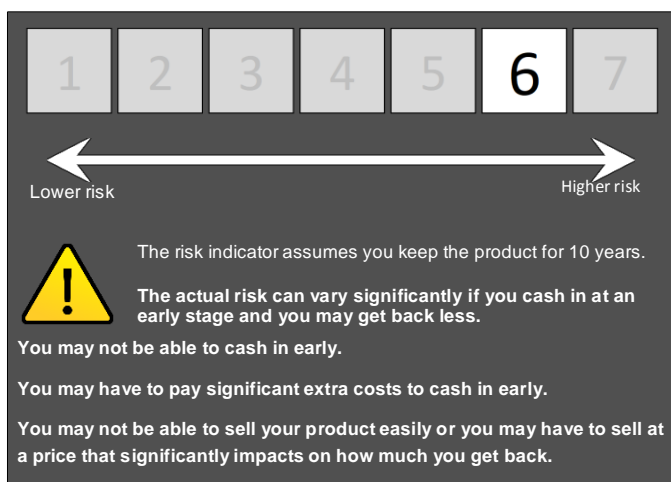 1 2 3 4 5 6 7
Lower risk Higher risk
The risk indicator assumes you keep the product for 10 years.
The actual risk can vary significantly if you cash in at an
early stage and you may get back less.
You may not be able to cash in early.
You may have to pay significant extra costs to cash in early.
You may not be able to sell your product easily or you may have to sell at
a price that significantly impacts on how much you get back.